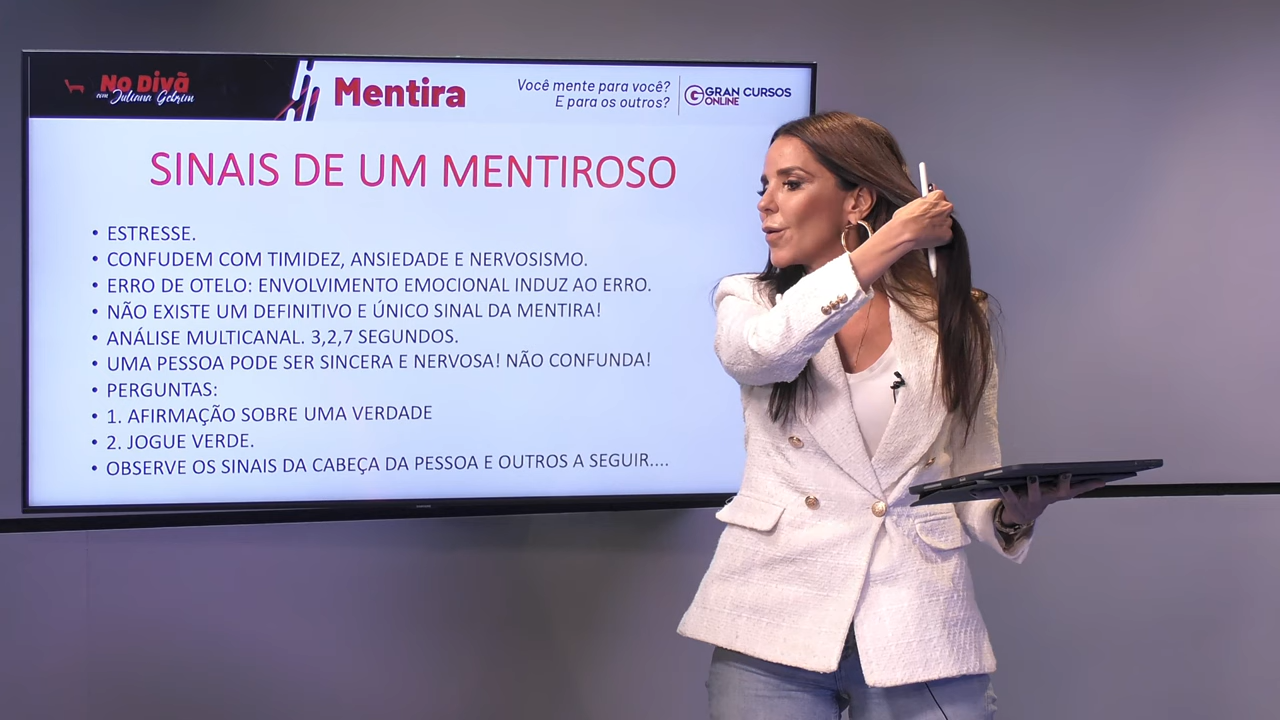 No Divã
com Juliana Gebrim
Mentira
Você mente para você?
E para os outros?
GRAN CURSOS
ONLINE
SINAIS DE UM MENTIROSO
• ESTRESSE.
• CONFUDEM COM TIMIDEZ, ANSIEDADE E NERVOSISMO.
• ERRO DE OTELO: ENVOLVIMENTO EMOCIONAL INDUZ AO ERRO.
• NÃO EXISTE UM DEFINITIVO E ÚNICO SINAL DA MENTIRA!
• ANÁLISE MULTICANAL. 3,2,7 SEGUNDOS.
• UMA PESSOA PODE SER SINCERA E NERVOSA! NÃO CONFUNDA!
• PERGUNTAS:
• 1. AFIRMAÇÃO SOBRE UMA VERDADE
• 2. JOGUE VERDE.
• OBSERVE OS SINAIS DA CABEÇA DA PESSOA E OUTROS A SEGUIR....